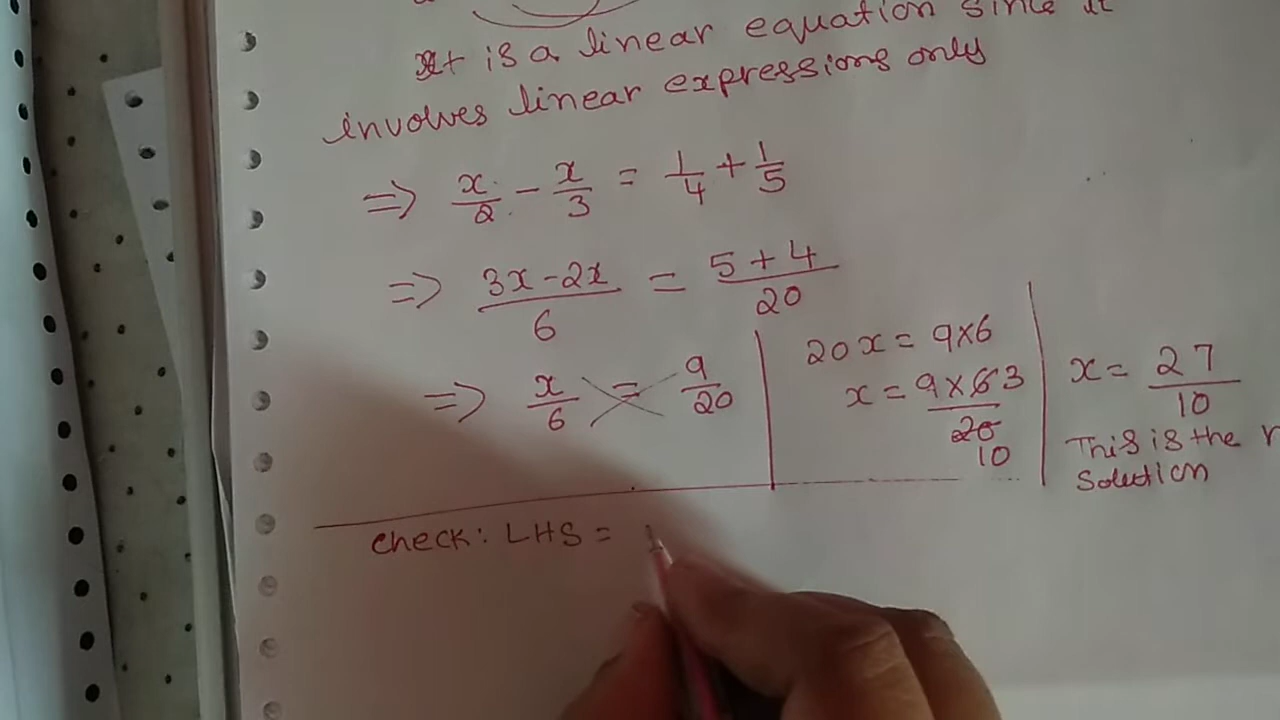 It is a linear equation since it
involves linear expressions only
⇒ x/2 - x/3 = 1/4 + 1/5
⇒ (3x-2x)/6 = (5+4)/20
⇒ x/6 = 9/20
20x = 9×6
x = (9×6 3)/(20 10)
x = 27/10
This is the
Solution
check: LHS =